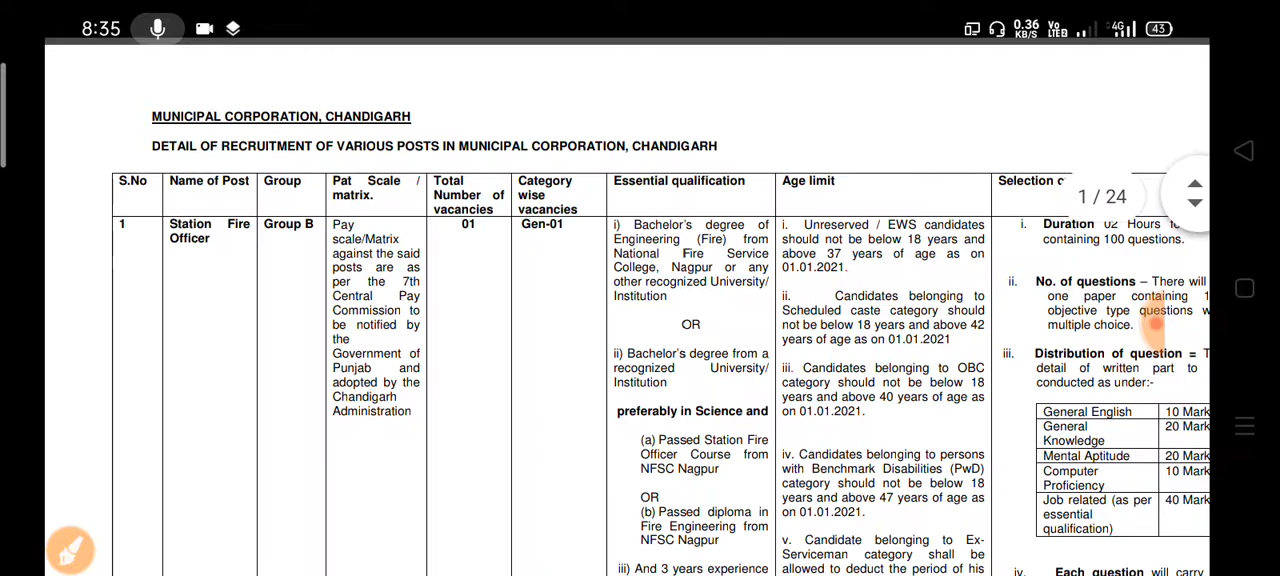 8:35
0.36
KB/S
Vo
LTE2
4G
43
MUNICIPAL CORPORATION, CHANDIGARH
DETAIL OF RECRUITMENT OF VARIOUS POSTS IN MUNICIPAL CORPORATION, CHANDIGARH
S.No
Name of Post
Group
Pat Scale /
matrix.
Total
Number of
vacancies
Category
wise
vacancies
Essential qualification
Age limit
Selection
1 / 24
1
Station Fire
Officer
Group B
Pay
scale/Matrix
against the said
posts are as
per the 7th
Central Pay
Commission to
be notified by
the
Government of
Punjab and
adopted by the
Chandigarh
Administration
01
Gen-01
i) Bachelor's degree of
Engineering (Fire) from
National Fire Service
College, Nagpur or any
other recognized University/
Institution
OR
ii) Bachelor's degree from a
recognized University/
Institution
preferably in Science and
(a) Passed Station Fire
Officer Course from
NFSC Nagpur
OR
(b) Passed diploma in
Fire Engineering from
NFSC Nagpur
iii) And 3 years experience
i. Unreserved / EWS candidates
should not be below 18 years and
above 37 years of age as on
01.01.2021.
ii. Candidates belonging to
Scheduled caste category should
not be below 18 years and above 42
years of age as on 01.01.2021
iii. Candidates belonging to OBC
category should not be below 18
and above 40 years of age as
on 01.01.2021.
iv. Candidates belonging to persons
with Benchmark Disabilities (PwD)
category should not be below 18
years and above 47 years of age as
on 01.01.2021.
v. Candidate belonging to Ex-
Serviceman category shall be
allowed to deduct the period of his
i. Duration 02 Hours
containing 100 questions.
ii. No. of questions – There will
one paper containing 1
objective type questions w
multiple choice.
iii. Distribution of question = T
detail of written part to
conducted as under:-
General English 10 Mark
General
Knowledge 20 Mark
Mental Aptitude 20 Mark
Computer
Proficiency 10 Mark
Job related (as per
essential
qualification) 40 Mark
iv. Each question will carry